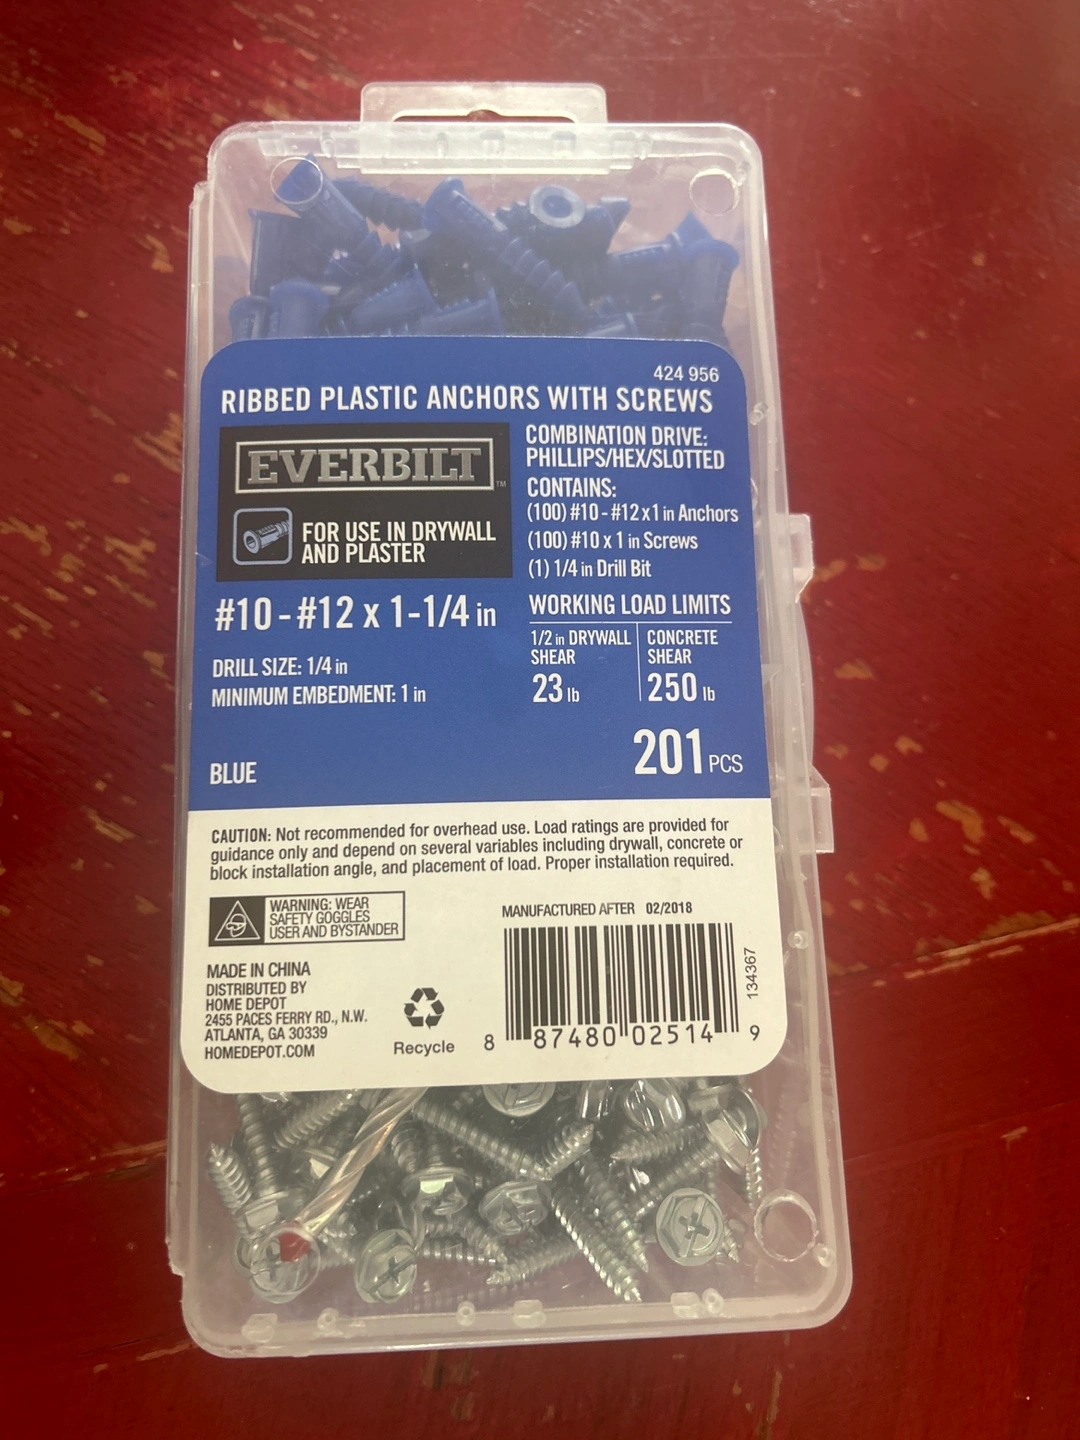 424 956
RIBBED PLASTIC ANCHORS WITH SCREWS
EVERBILT™
FOR USE IN DRYWALL
AND PLASTER
#10 - #12 x 1-1/4 in
DRILL SIZE: 1/4 in
MINIMUM EMBEDMENT: 1 in
BLUE
COMBINATION DRIVE:
PHILLIPS/HEX/SLOTTED
CONTAINS:
(100) #10 - #12 x 1 in Anchors
(100) #10 x 1 in Screws
(1) 1/4 in Drill Bit
WORKING LOAD LIMITS
1/2 in DRYWALL
SHEAR
23 lb
CONCRETE
SHEAR
250 lb
201 PCS
CAUTION: Not recommended for overhead use. Load ratings are provided for
guidance only and depend on several variables including drywall, concrete or
block installation angle, and placement of load. Proper installation required.
WARNING: WEAR
SAFETY GOGGLES
USER AND BYSTANDER
MADE IN CHINA
DISTRIBUTED BY
HOME DEPOT
2455 PACES FERRY RD., N.W.
ATLANTA, GA 30339
HOMEDEPOT.COM
Recycle
MANUFACTURED AFTER 02/2018
134367
8 87480 02514 9